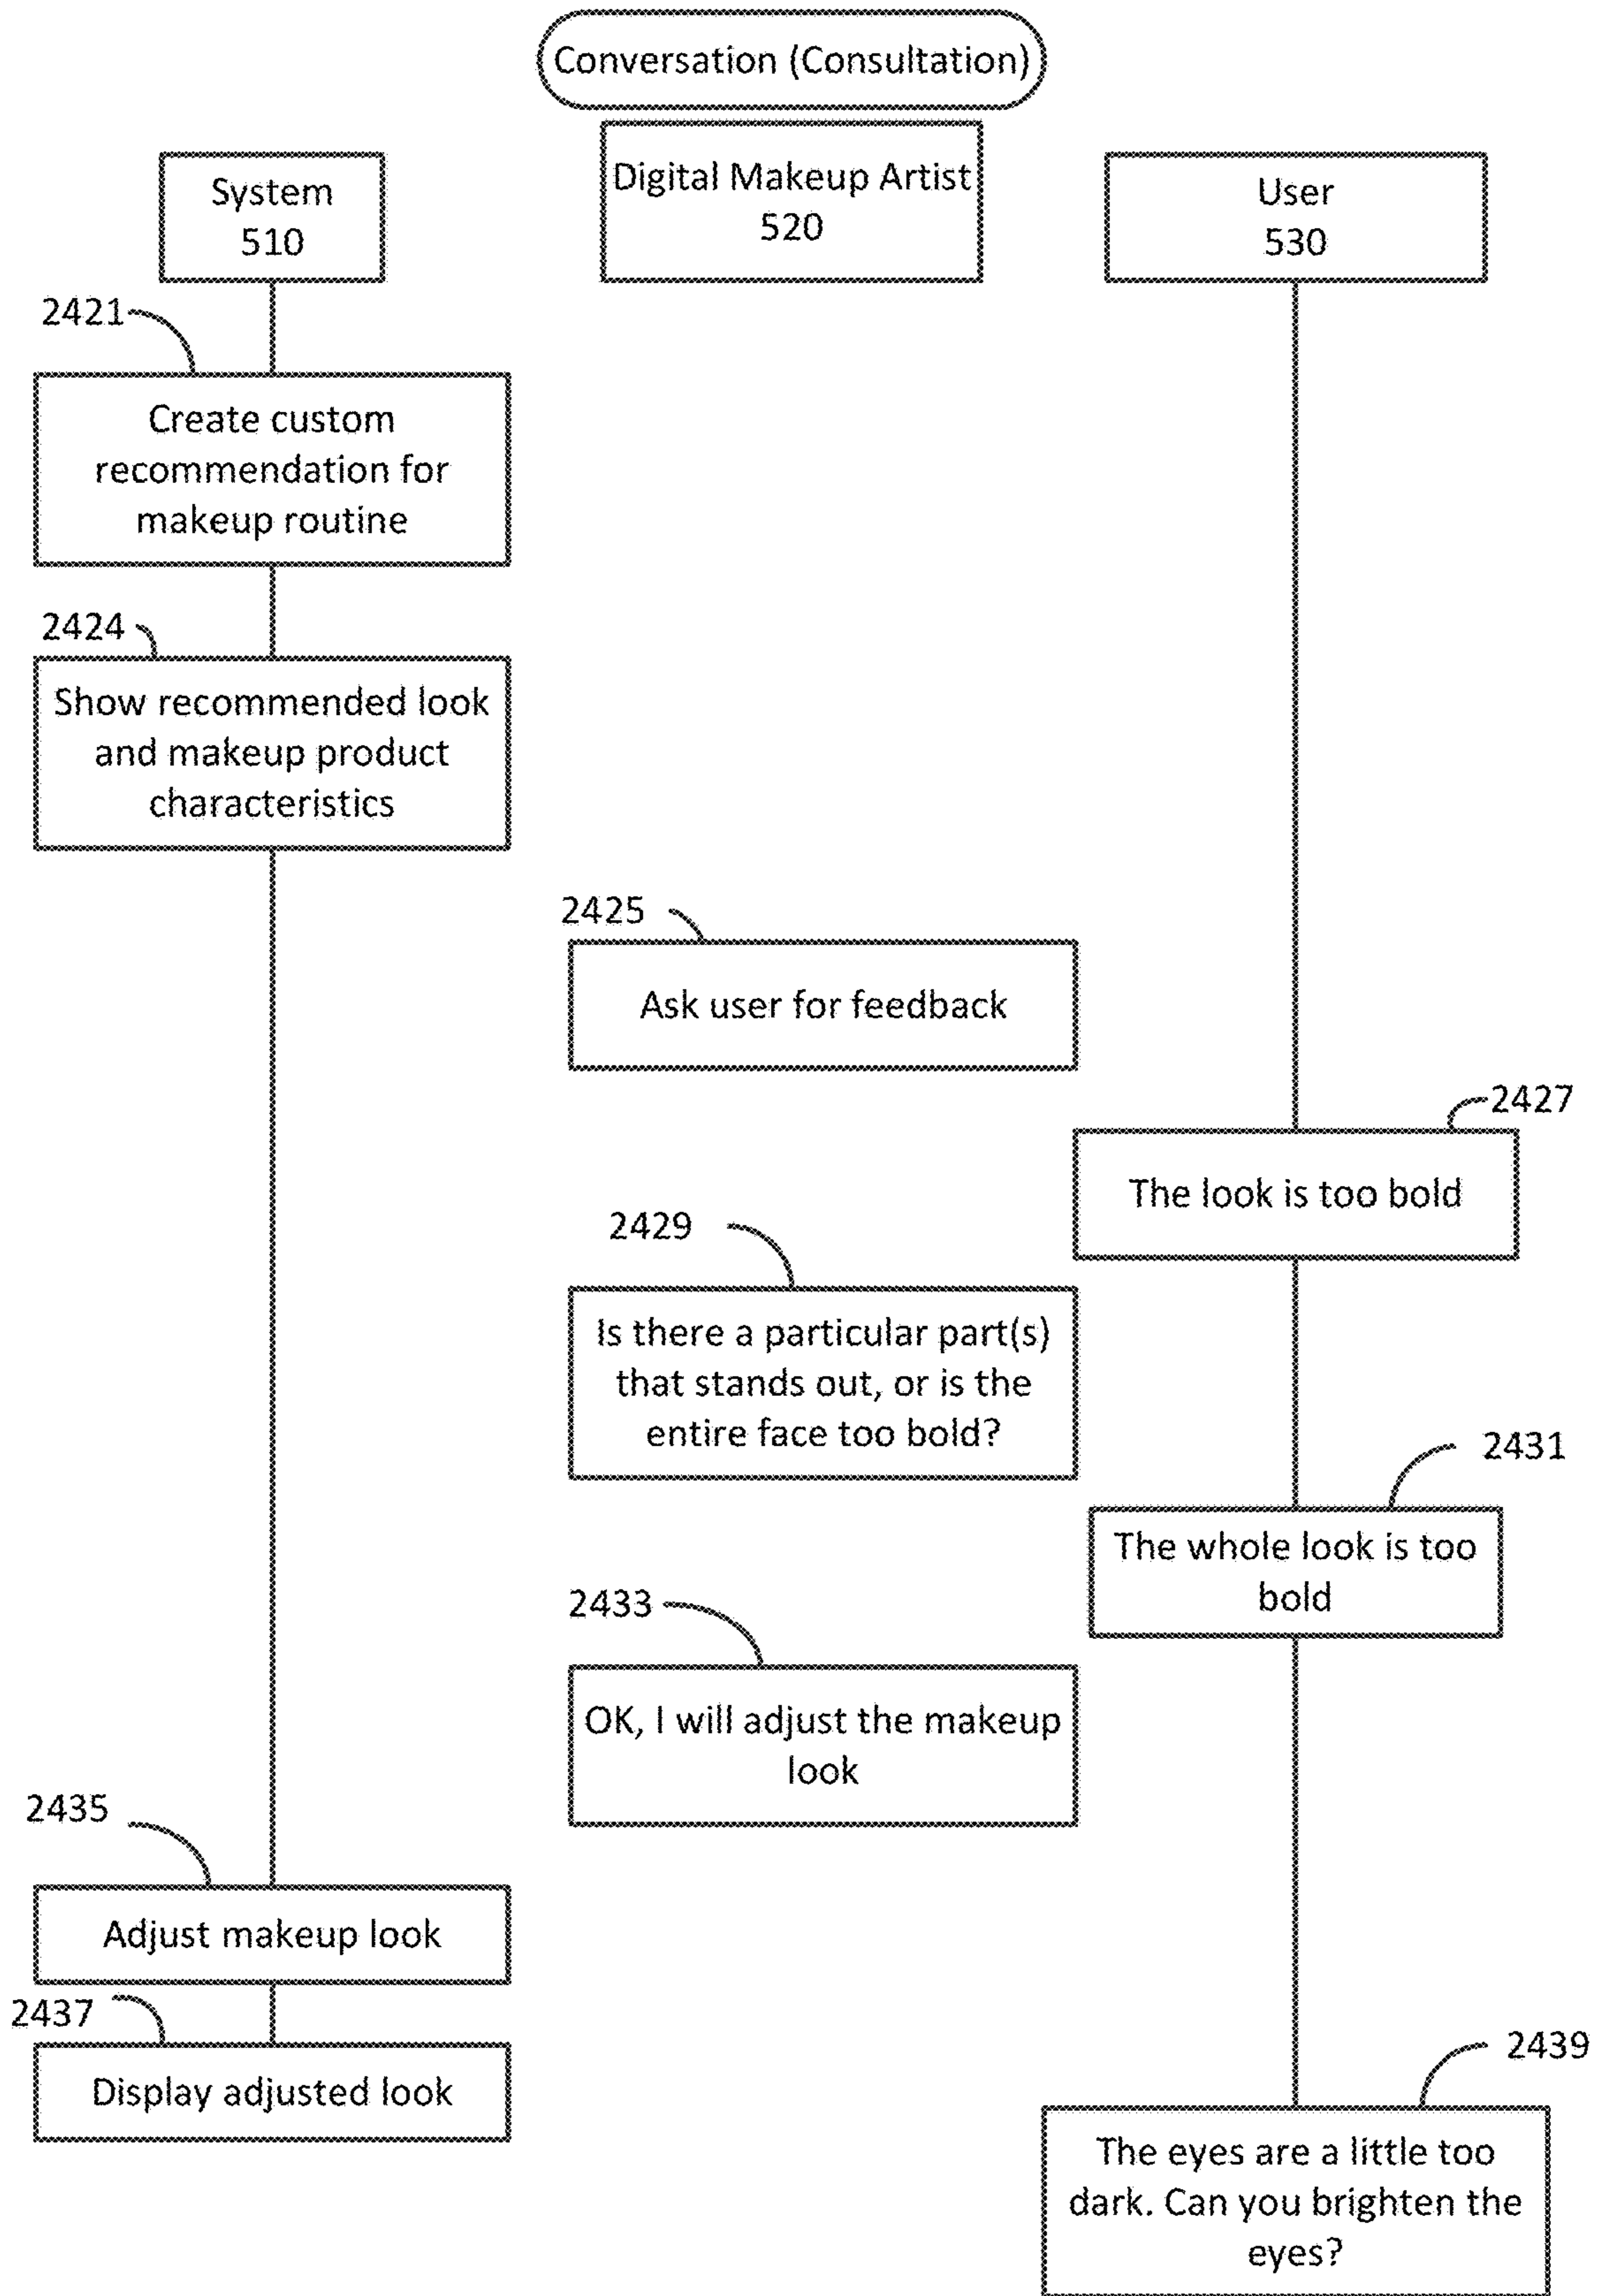 Conversation (Consultation)
Digital Makeup Artist
520
System
510
User
530
2421
Create custom
recommendation for
makeup routine
2424
Show recommended look
and makeup product
characteristics
2425
Ask user for feedback
2427
The look is too bold
2429
Is there a particular part(s)
that stands out, or is the
entire face too bold?
2431
The whole look is too
bold
2433
OK, I will adjust the makeup
look
2435
Adjust makeup look
2437
Display adjusted look
2439
The eyes are a little too
dark. Can you brighten the
eyes?